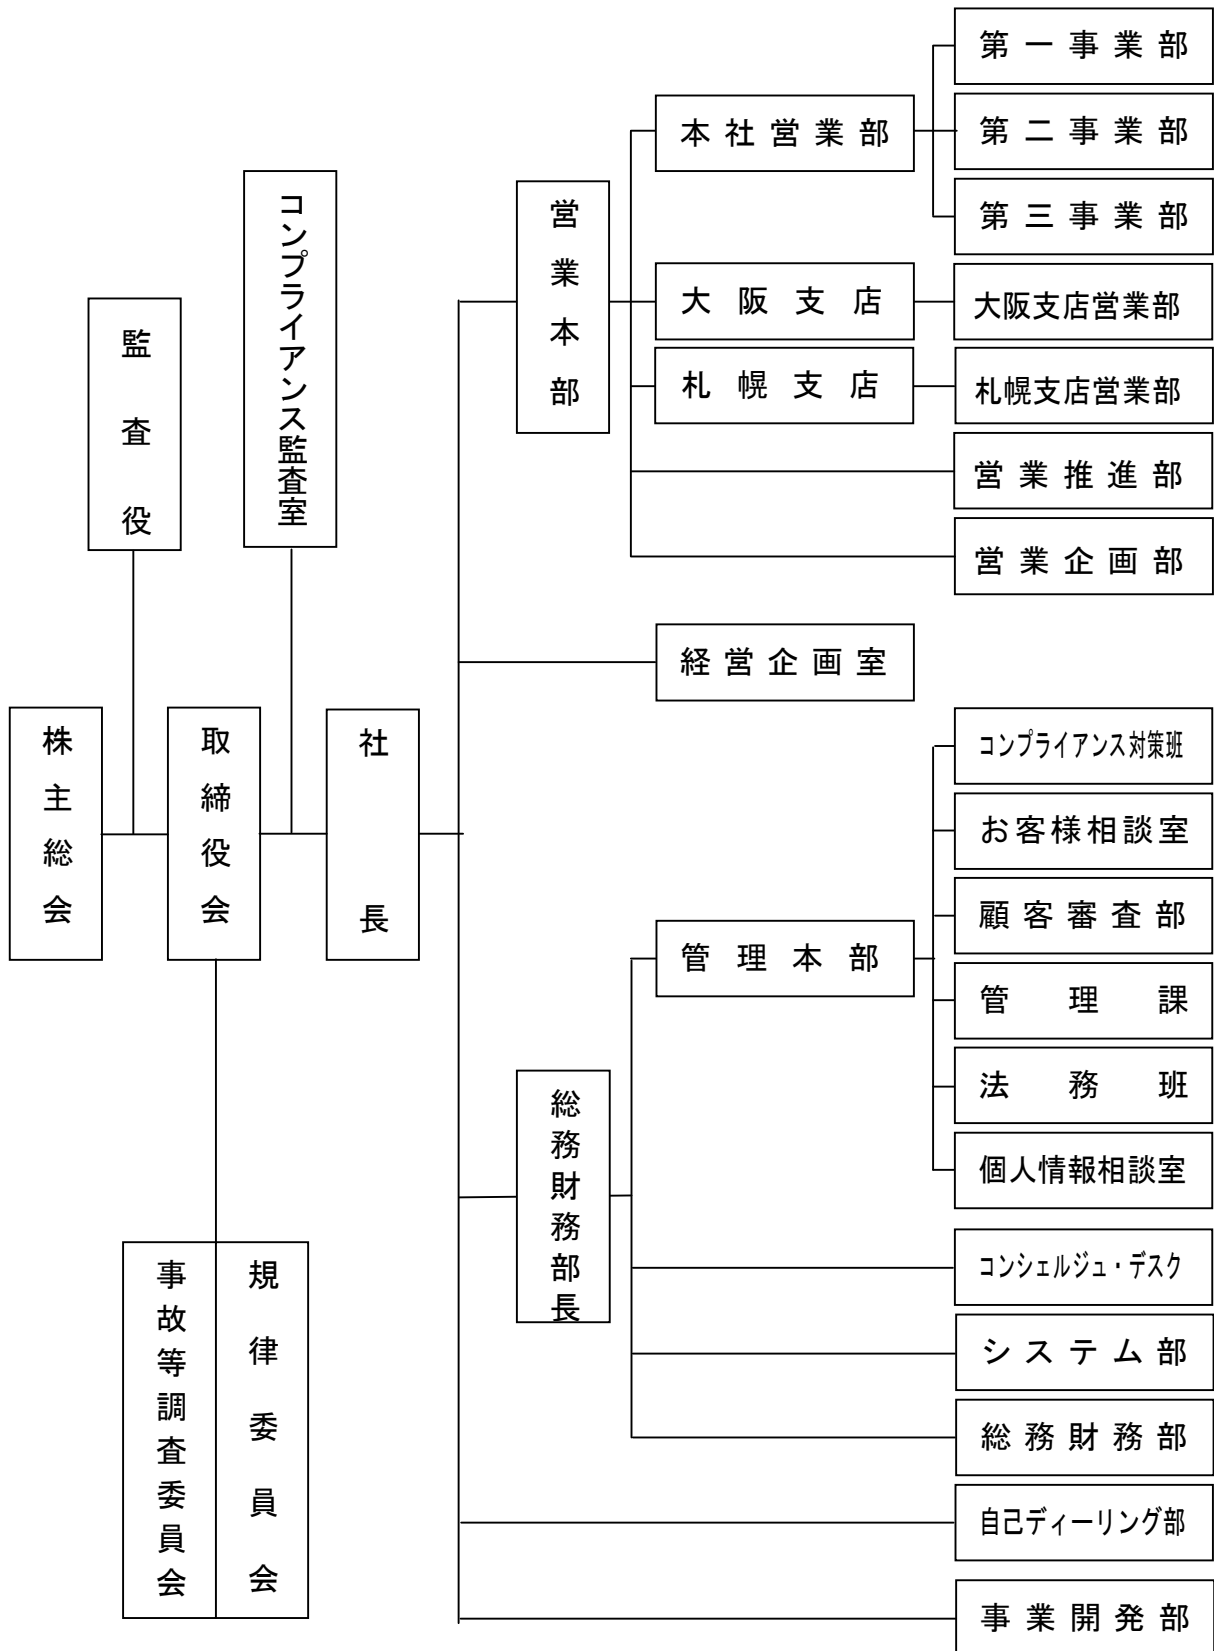 株主総会
監査役
取締役会
コンプライアンス監査室
事故等調査委員会
規律委員会
社長
営業本部
本社営業部
第一事業部
第二事業部
第三事業部
大阪支店
大阪支店営業部
札幌支店
札幌支店営業部
営業推進部
営業企画部
経営企画室
総務財務部長
管理本部
コンプライアンス対策班
お客様相談室
顧客審査部
管理課
法務班
個人情報相談室
コンシェルジュ・デスク
システム部
総務財務部
自己ディーリング部
事業開発部